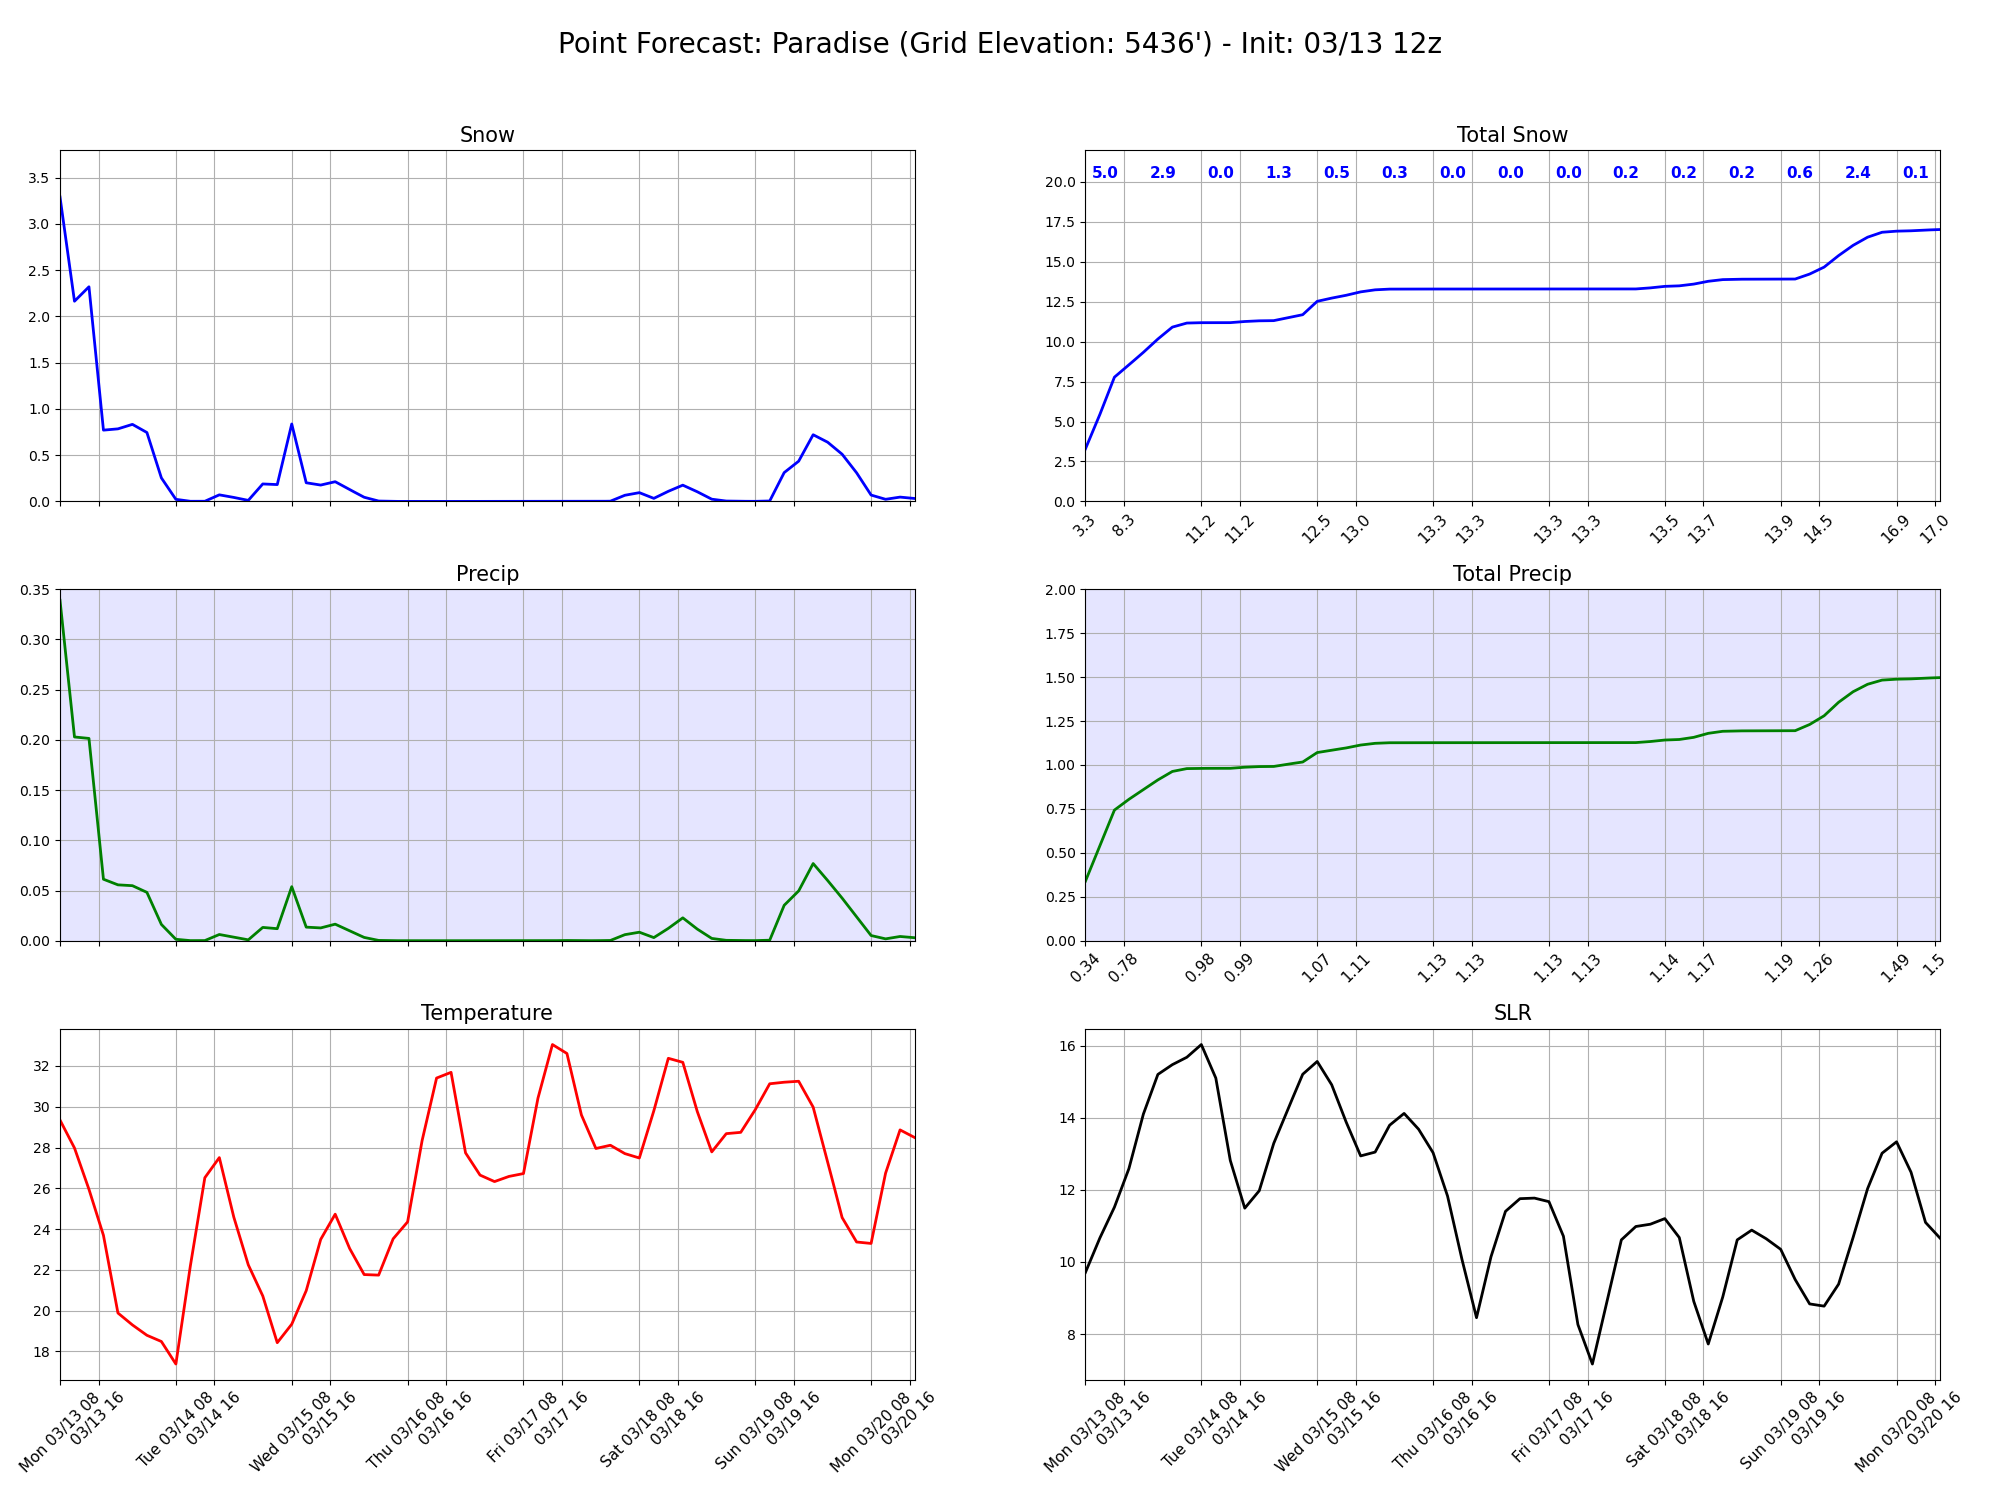 Point Forecast: Paradise (Grid Elevation: 5436') - Init: 03/13 12z
Snow
3.5
3.0
2.5
2.0
1.5
1.0
0.5
0.0
Total Snow
5.0 2.9 0.0 1.3 0.5 0.3 0.0 0.0 0.0 0.2 0.2 0.2 0.6 2.4 0.1
20.0
17.5
15.0
12.5
10.0
7.5
5.0
2.5
0.0
3.3 8.3 11.2 11.2 12.5 13.0 13.3 13.3 13.3 13.3 13.5 13.7 13.9 14.5 16.9 17.0
Precip
0.35
0.30
0.25
0.20
0.15
0.10
0.05
0.00
Total Precip
2.00
1.75
1.50
1.25
1.00
0.75
0.50
0.25
0.00
0.34 0.78 0.98 0.99 1.07 1.11 1.13 1.13 1.13 1.13 1.14 1.17 1.19 1.26 1.49 1.5
Temperature
32
30
28
26
24
22
20
18
Mon 03/13 08
03/13 16
Tue 03/14 08
03/14 16
Wed 03/15 08
03/15 16
Thu 03/16 08
03/16 16
Fri 03/17 08
03/17 16
Sat 03/18 08
03/18 16
Sun 03/19 08
03/19 16
Mon 03/20 08
03/20 16
SLR
16
14
12
10
8
Mon 03/13 08
03/13 16
Tue 03/14 08
03/14 16
Wed 03/15 08
03/15 16
Thu 03/16 08
03/16 16
Fri 03/17 08
03/17 16
Sat 03/18 08
03/18 16
Sun 03/19 08
03/19 16
Mon 03/20 08
03/20 16